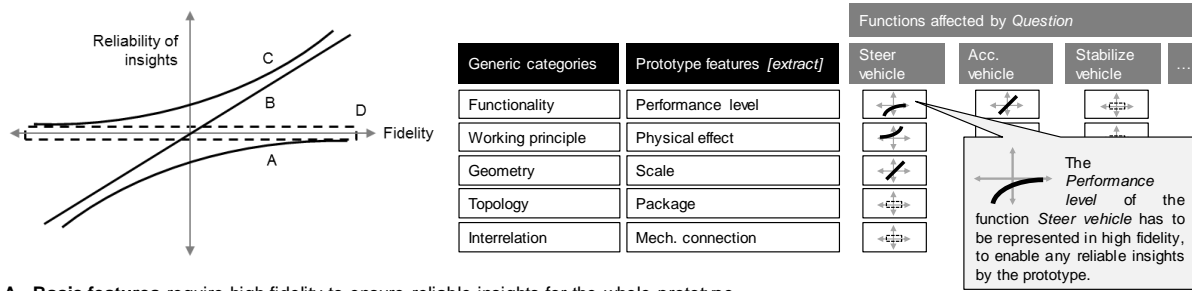 Functions affected by Question
Reliability of
insights
C
B
D
Fidelity
A
Generic categories
Prototype features [extract]
Steer
vehicle
Acc.
vehicle
Stabilize
vehicle
...
Functionality
Performance level
Working principle
Physical effect
Geometry
Scale
Topology
Package
Interrelation
Mech. connection
The
Performance
level of the
function Steer vehicle has to
be represented in high fidelity,
to enable any reliable insights
by the prototype.